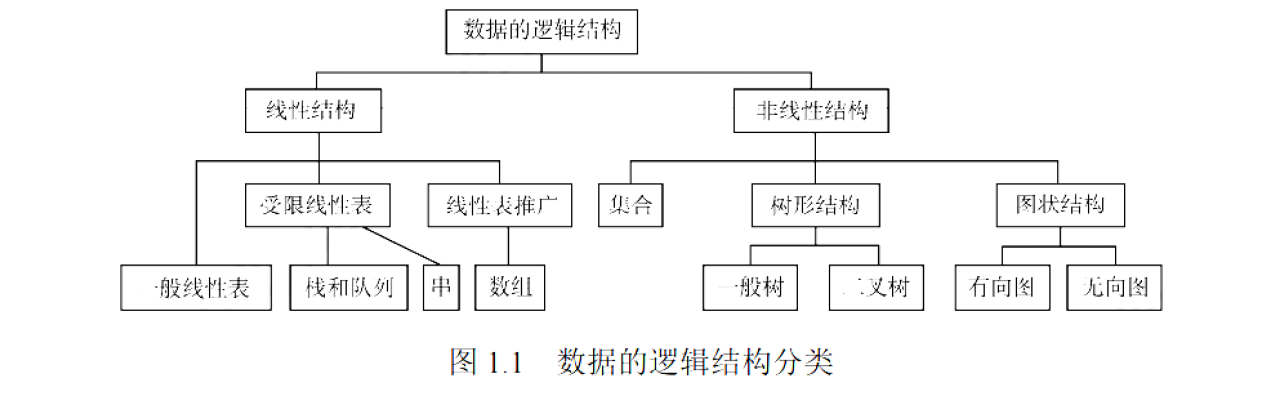 数据的逻辑结构
线性结构
非线性结构
受限线性表
线性表推广
集合
树形结构
图状结构
一般线性表
栈和队列
串
数组
一般树
二叉树
有向图
无向图
图 1.1 数据的逻辑结构分类